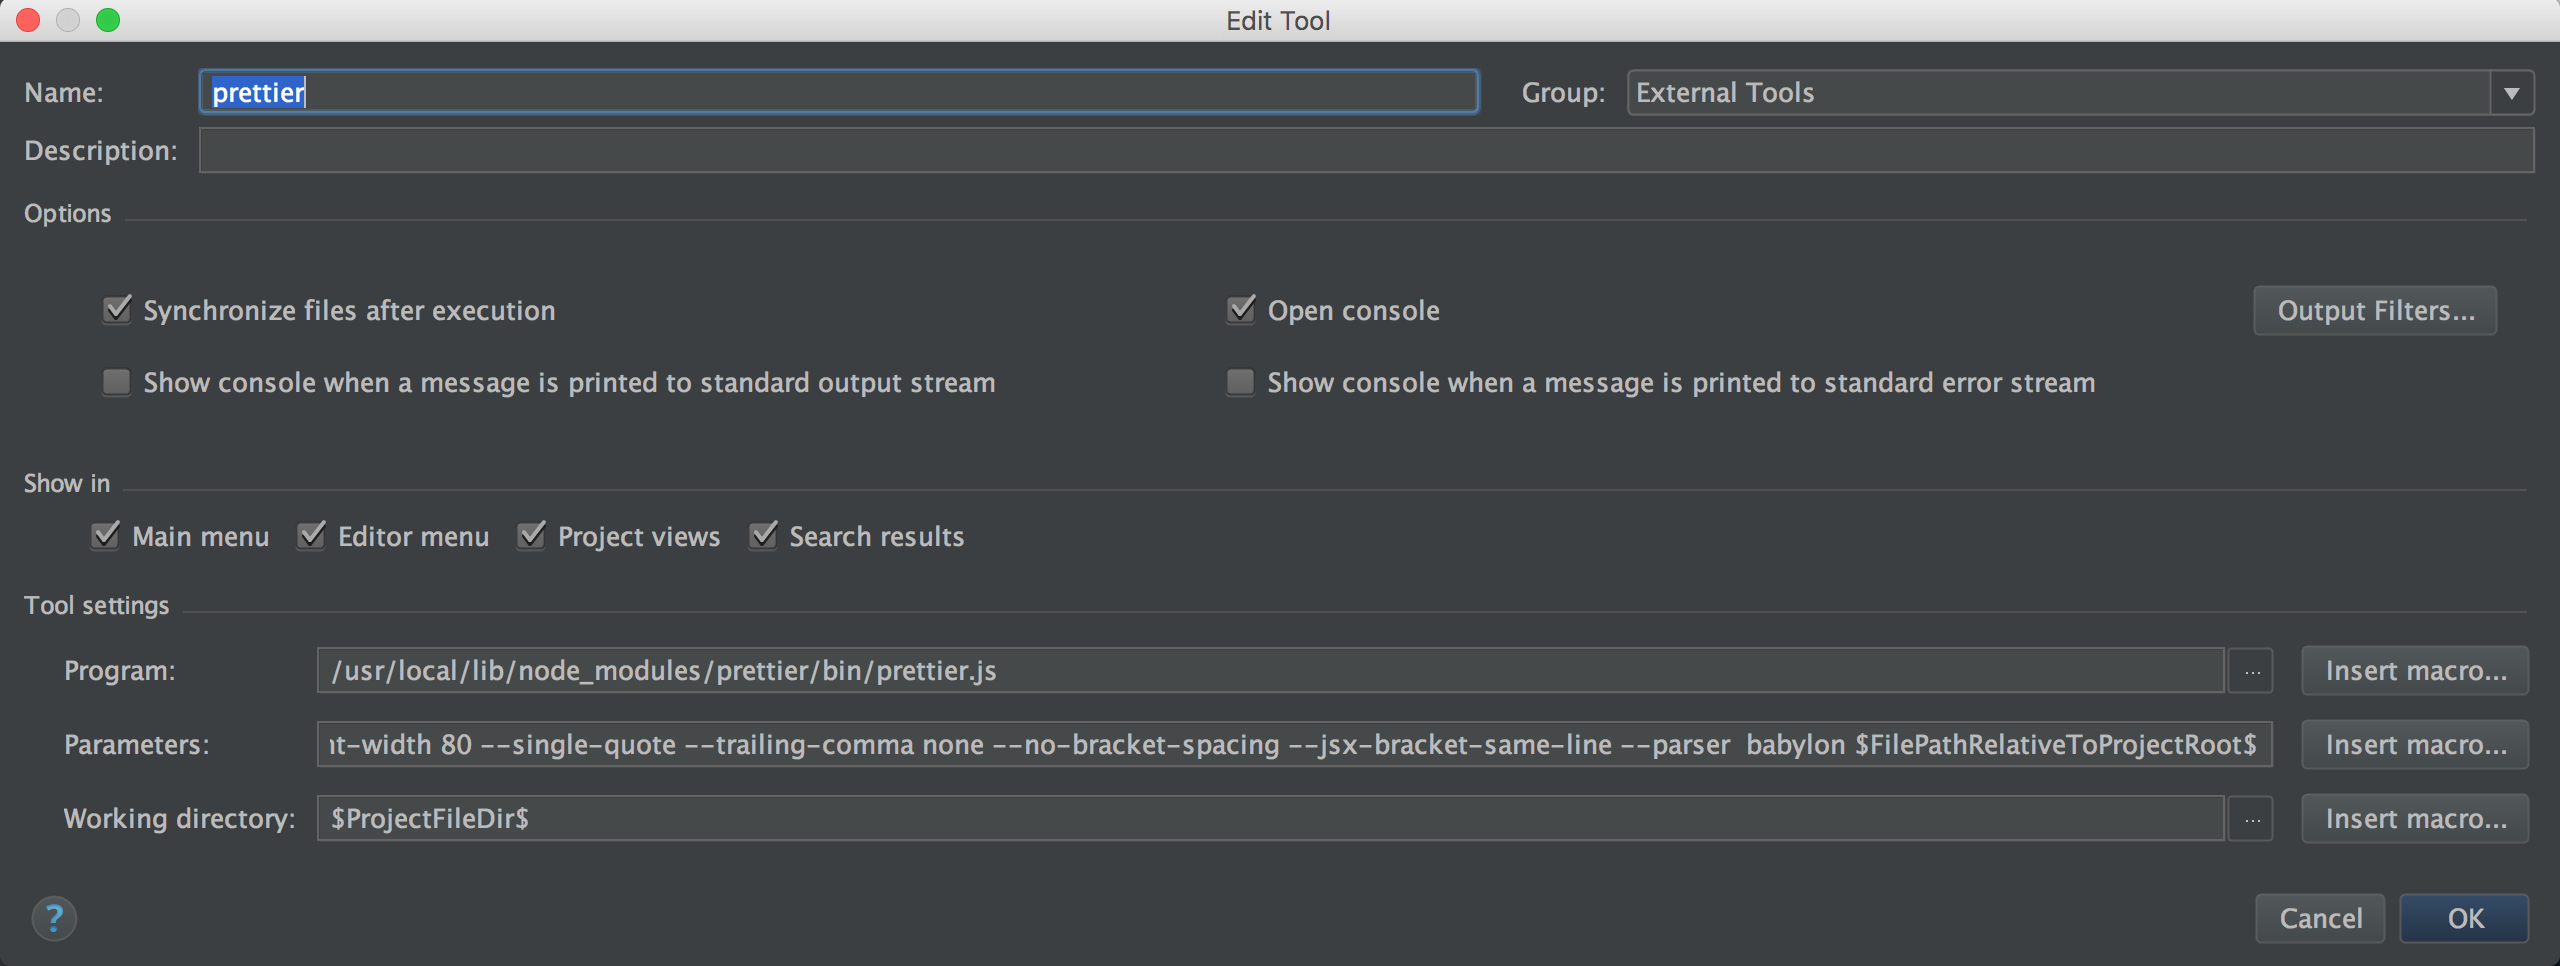 Edit Tool
Name: prettier Group: External Tools
Description:
Options
Synchronize files after execution Open console Output Filters...
Show console when a message is printed to standard output stream Show console when a message is printed to standard error stream
Show in
Main menu Editor menu Project views Search results
Tool settings
Program: /usr/local/lib/node_modules/prettier/bin/prettier.js ... Insert macro...
Parameters: nt-width 80 --single-quote --trailing-comma none --no-bracket-spacing --jsx-bracket-same-line --parser  babylon $FilePathRelativeToProjectRoot$ Insert macro...
Working directory: $ProjectFileDir$ ... Insert macro...
? Cancel OK